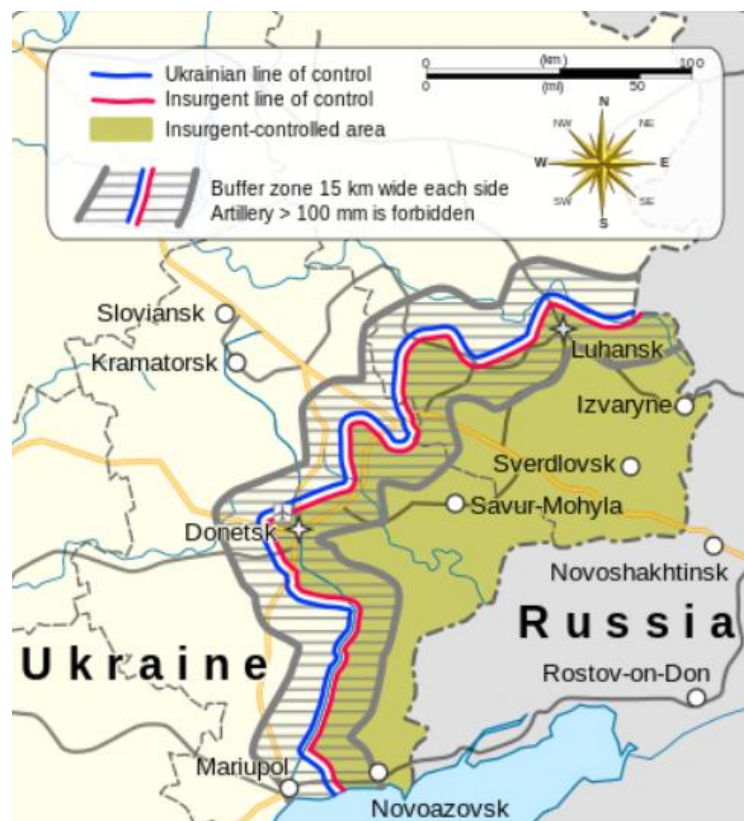 Ukrainian line of control
Insurgent line of control
Insurgent-controlled area
Buffer zone 15 km wide each side
Artillery > 100 mm is forbidden
0 (km) 100
0 (mi) 50
N
NW NE
W E
SW SE
S
Sloviansk
Kramatorsk
Luhansk
Izvaryne
Sverdlovsk
Savur-Mohyla
Donetsk
Novoshakhtinsk
Russia
Ukraine
Rostov-on-Don
Mariupol
Novoazovsk